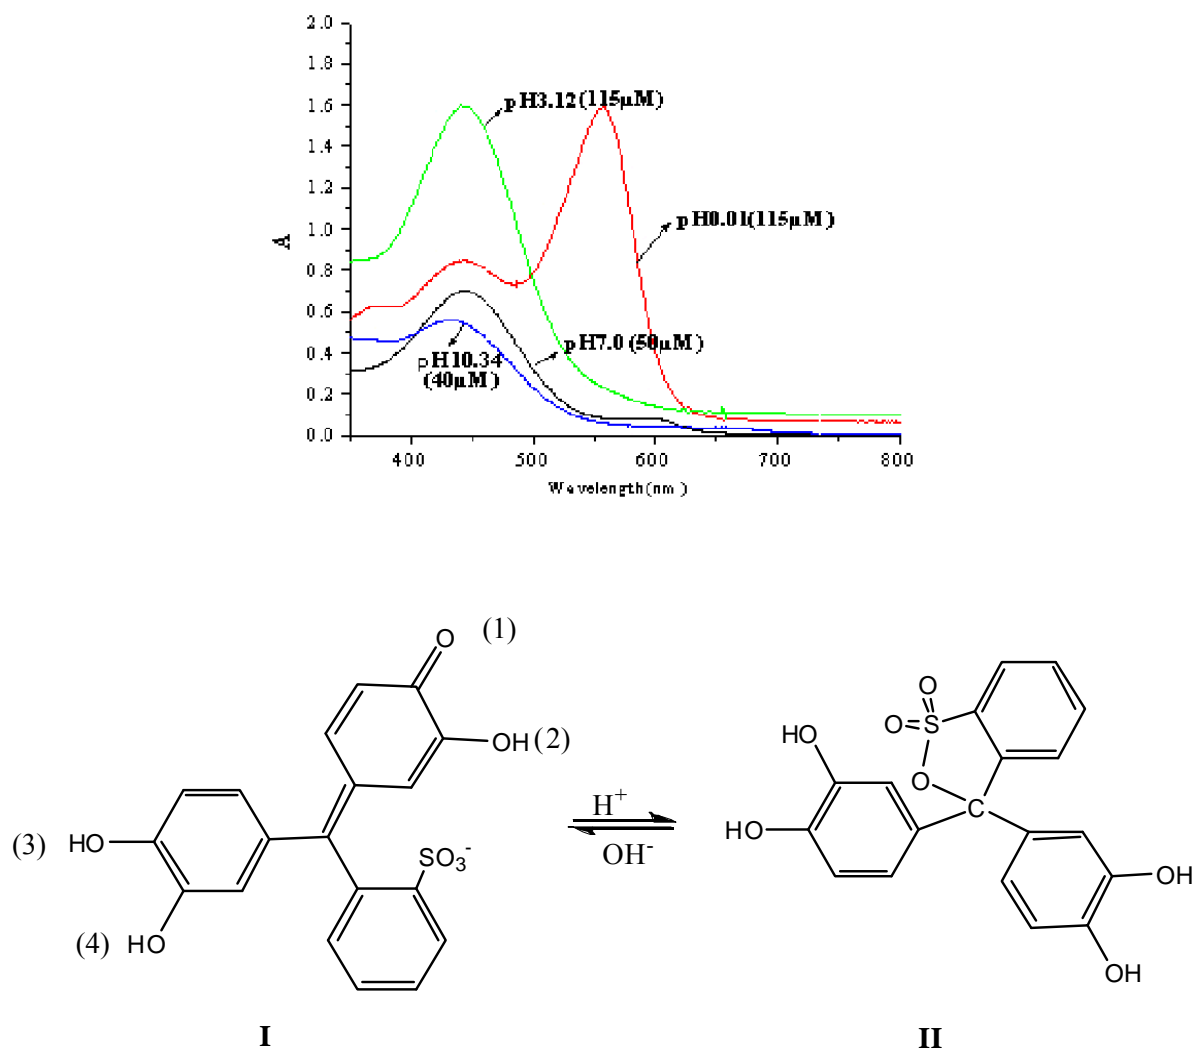 2.0
1.8
1.6
1.4
1.2
1.0
0.8
0.6
0.4
0.2
0.0
A
pH3.12 (115µM)
pH0.01(115µM)
pH7.0 (50µM)
pH10.34
(40µM)
400 500 600 700 800
Wavelength(nm)
O (1)
OH (2)
(3) HO
(4) HO
SO3-
I
H+
OH-
O
O S
O
C
HO
HO
OH
OH
II